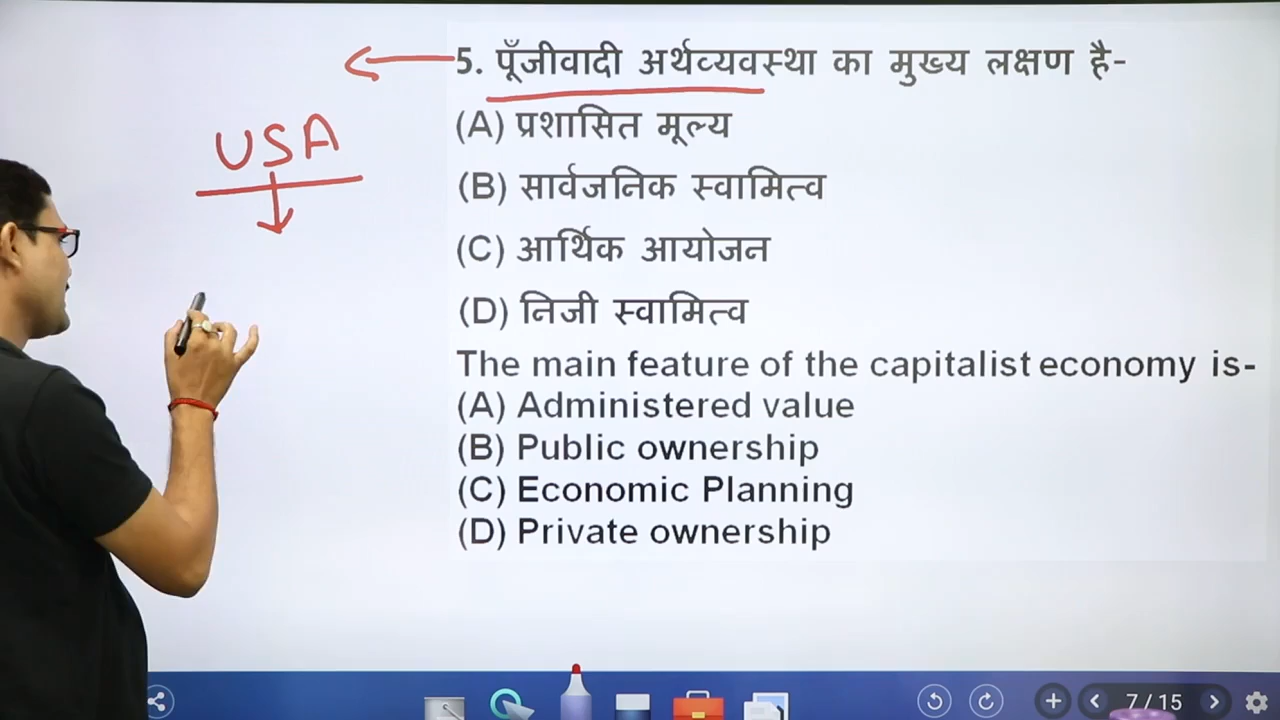 5. पूँजीवादी अर्थव्यवस्था का मुख्य लक्षण है-
USA
(A) प्रशासित मूल्य
(B) सार्वजनिक स्वामित्व
(C) आर्थिक आयोजन
(D) निजी स्वामित्व
The main feature of the capitalist economy is-
(A) Administered value
(B) Public ownership
(C) Economic Planning
(D) Private ownership
7/15